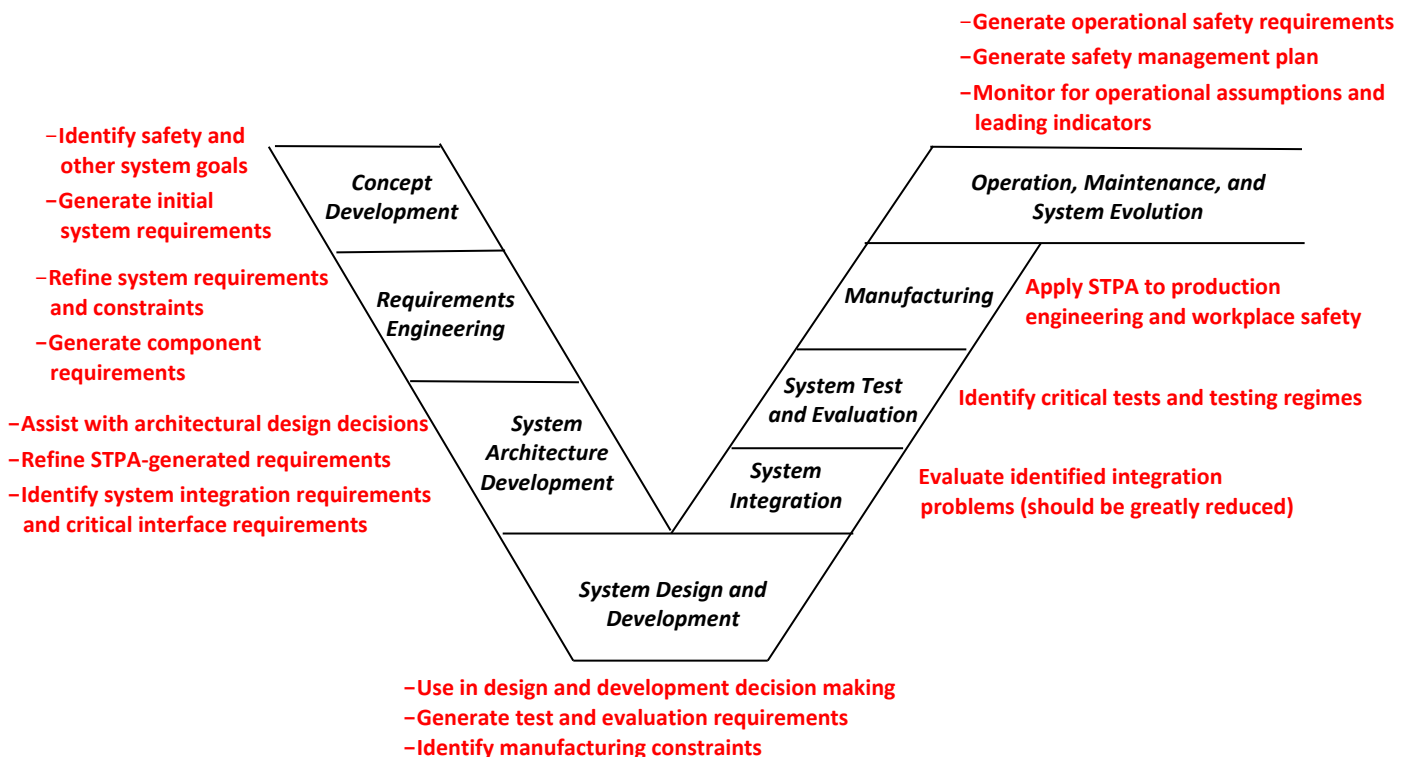 −Generate operational safety requirements
−Generate safety management plan
−Monitor for operational assumptions and
leading indicators
−Identify safety and
other system goals
−Generate initial
system requirements
−Refine system requirements
and constraints
−Generate component
requirements
−Assist with architectural design decisions
−Refine STPA-generated requirements
−Identify system integration requirements
and critical interface requirements
Concept
Development
Requirements
Engineering
System
Architecture
Development
System Design and
Development
−Use in design and development decision making
−Generate test and evaluation requirements
−Identify manufacturing constraints
System
Integration
Evaluate identified integration
problems (should be greatly reduced)
System Test
and Evaluation
Identify critical tests and testing regimes
Manufacturing
Apply STPA to production
engineering and workplace safety
Operation, Maintenance, and
System Evolution